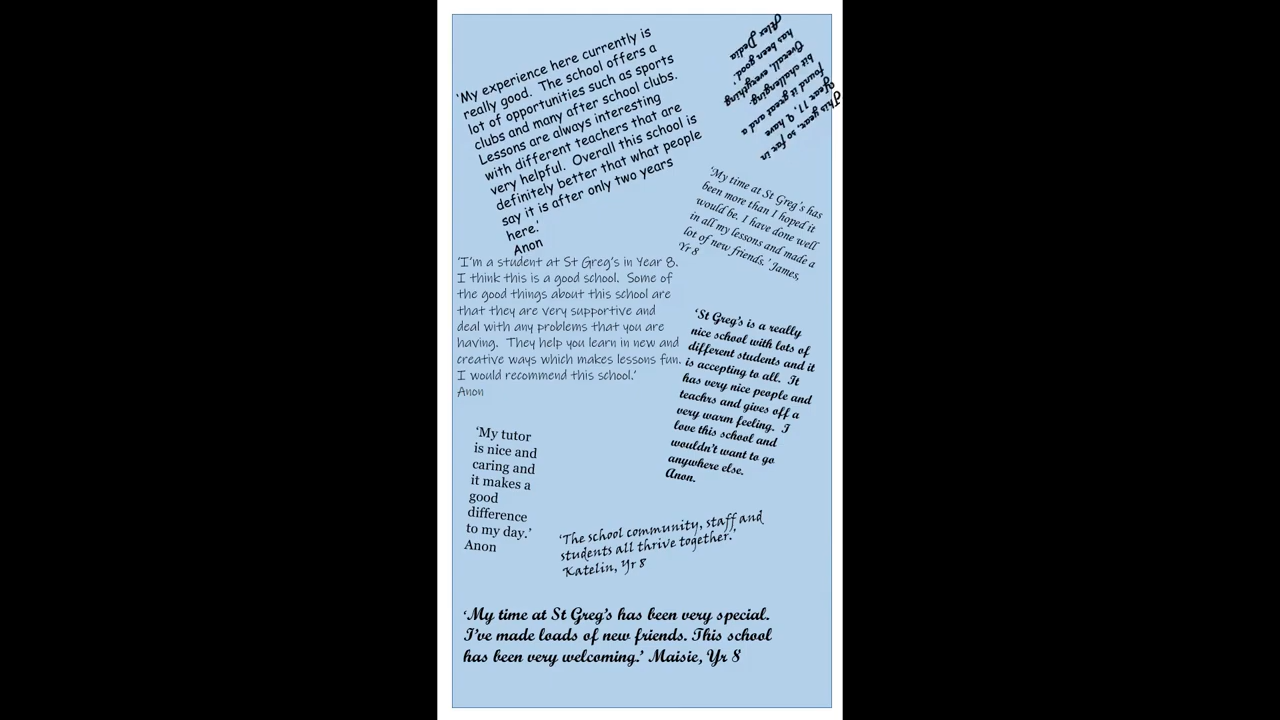 'My experience here currently is
really good. The school offers a
lot of opportunities such as sports
clubs and many after school clubs.
Lessons are always interesting
with different teachers that are
very helpful. Overall this school is
definitely better that what people
say it is after only two years
here.'
Anon
This year, so far in
Year 11, I have
found it great and a
bit challenging.
Overall, everything
has been good.'
Alex Dedia
'My time at St Greg's has
been more than I hoped it
would be. I have done well
in all my lessons and made a
lot of new friends.' James,
Yr 8
'I'm a student at St Greg's in Year 8.
I think this is a good school. Some of
the good things about this school are
that they are very supportive and
deal with any problems that you are
having. They help you learn in new and
creative ways which makes lessons fun.
I would recommend this school.'
Anon
'St Greg's is a really
nice school with lots of
different students and it
is accepting to all. It
has very nice people and
teachrs and gives off a
very warm feeling. I
love this school and
wouldn't want to go
anywhere else.
Anon.
'My tutor
is nice and
caring and
it makes a
good
difference
to my day.'
Anon
'The school community, staff and
students all thrive together.'
Katelin, Yr 8
'My time at St Greg's has been very special.
I've made loads of new friends. This school
has been very welcoming.' Maisie, Yr 8